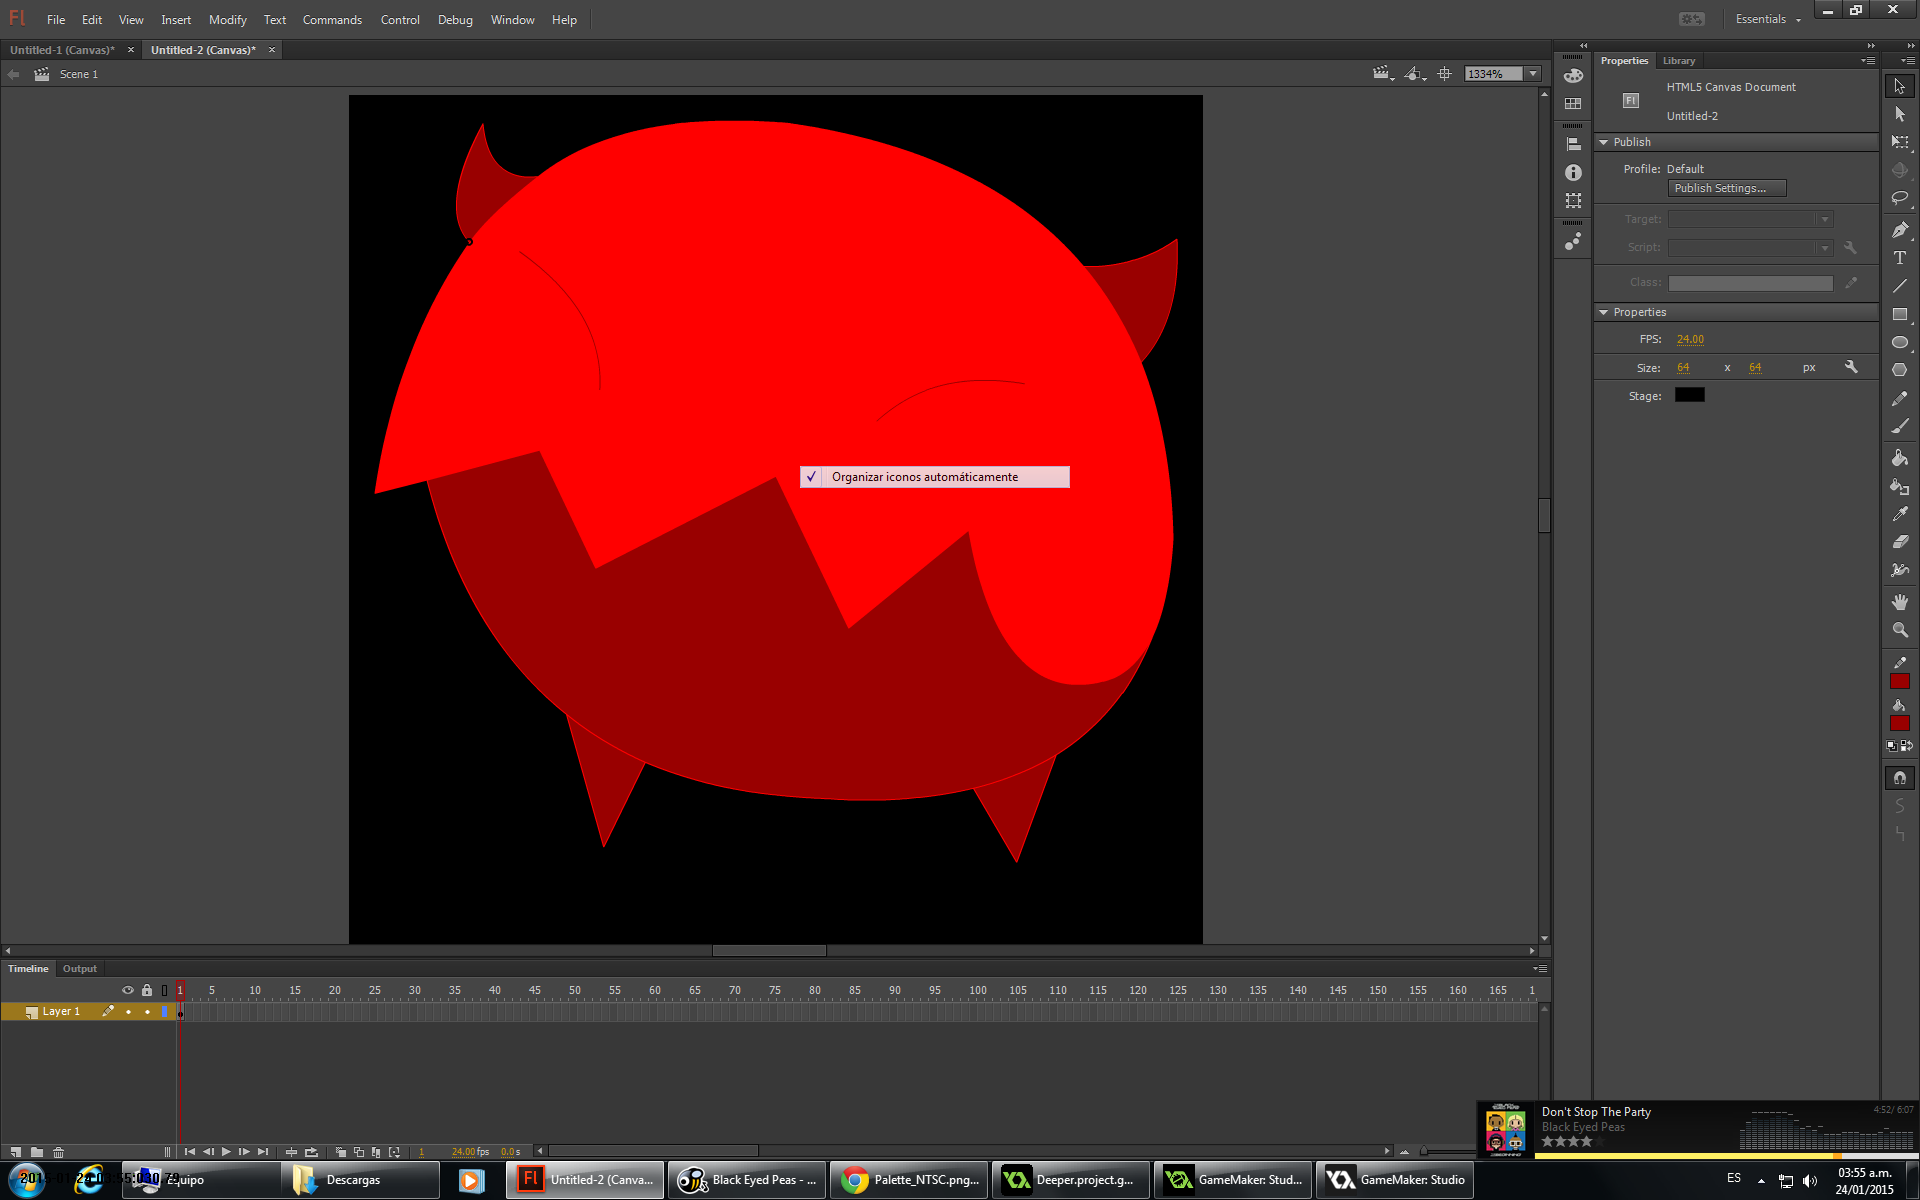 Fl File Edit View Insert Modify Text Commands Control Debug Window Help Essentials
Untitled-1 (Canvas)* × Untitled-2 (Canvas)* ×
Scene 1
1334%
Properties Library
Fl HTML5 Canvas Document
Untitled-2
Publish
Profile: Default
Publish Settings...
Target:
Script:
Class:
Properties
FPS: 24.00
Size: 64 x 64 px
Stage:
✓ Organizar iconos automáticamente
Timeline Output
1 5 10 15 20 25 30 35 40 45 50 55 60 65 70 75 80 85 90 95 100 105 110 115 120 125 130 135 140 145 150 155 160 165 1
Layer 1
1 24.00 fps 0.0 s
Don't Stop The Party
4:52/ 6:07
Black Eyed Peas
Equipo
Descargas
Fl Untitled-2 (Canva...
Black Eyed Peas - ...
Palette_NTSC.png...
Deeper.project.g...
GameMaker: Stud...
GameMaker: Studio
ES
03:55 a.m.
24/01/2015